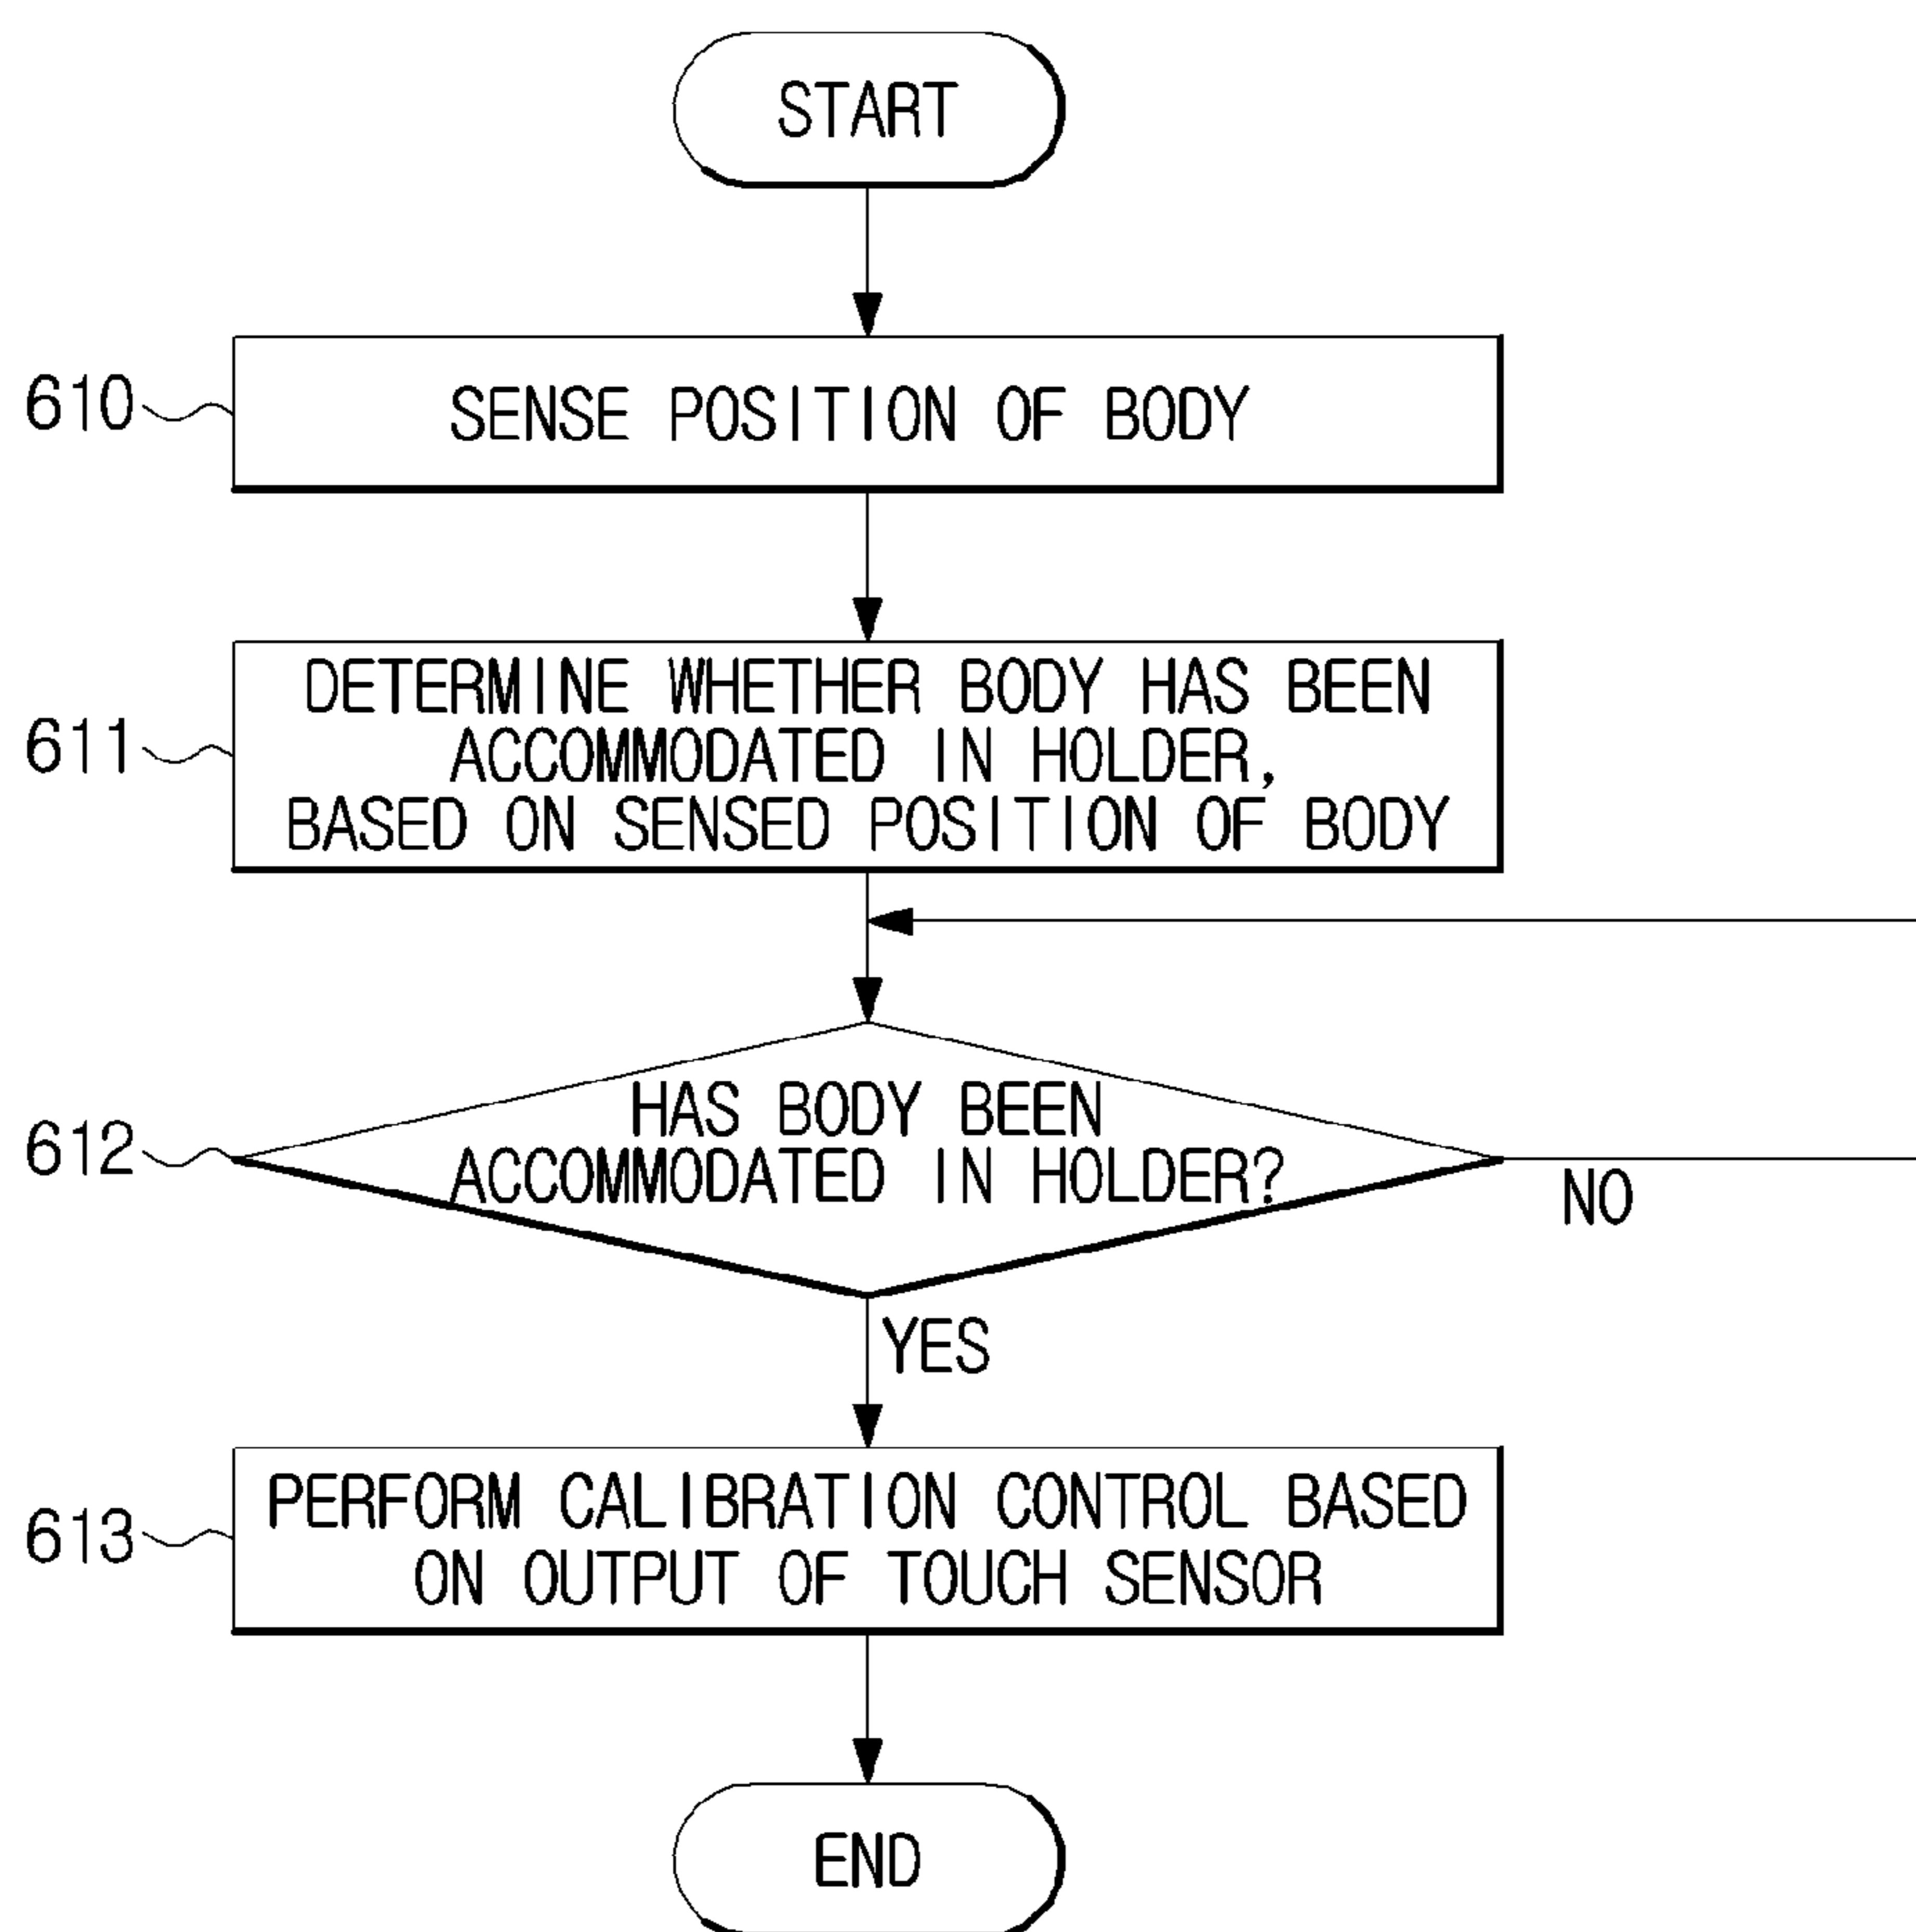 START
610
SENSE POSITION OF BODY
611
DETERMINE WHETHER BODY HAS BEEN
ACCOMMODATED IN HOLDER,
BASED ON SENSED POSITION OF BODY
612
HAS BODY BEEN
ACCOMMODATED IN HOLDER?
NO
YES
613
PERFORM CALIBRATION CONTROL BASED
ON OUTPUT OF TOUCH SENSOR
END